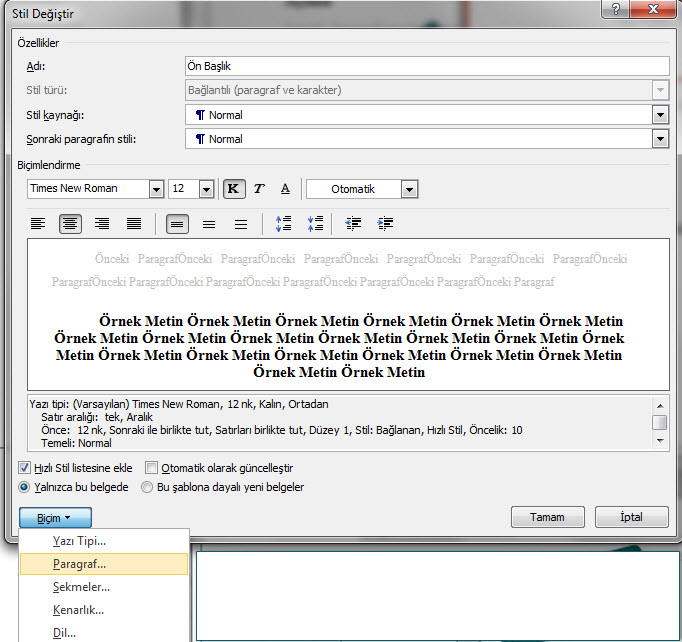 Stil Değiştir
Özellikler
Adı: Ön Başlık
Stil türü: Bağlantılı (paragraf ve karakter)
Stil kaynağı: ¶ Normal
Sonraki paragrafın stili: ¶ Normal
Biçimlendirme
Times New Roman 12 K T A Otomatik
Önceki ParagrafÖnceki ParagrafÖnceki ParagrafÖnceki ParagrafÖnceki ParagrafÖnceki ParagrafÖnceki
ParagrafÖnceki ParagrafÖnceki ParagrafÖnceki ParagrafÖnceki ParagrafÖnceki ParagrafÖnceki Paragraf
Örnek Metin Örnek Metin Örnek Metin Örnek Metin Örnek Metin Örnek Metin
Örnek Metin Örnek Metin Örnek Metin Örnek Metin Örnek Metin Örnek
Metin Örnek Metin Örnek Metin Örnek Metin Örnek Metin Örnek Metin
Örnek Metin Örnek Metin
Yazı tipi: (Varsayılan) Times New Roman, 12 nk, Kalın, Ortadan
Satır aralığı: tek, Aralık
Önce: 12 nk, Sonraki ile birlikte tut, Satırları birlikte tut, Düzey 1, Stil: Bağlanan, Hızlı Stil, Öncelik: 10
Temeli: Normal
Hızlı Stil listesine ekle Otomatik olarak güncelleştir
Yalnızca bu belgede Bu şablona dayalı yeni belgeler
Biçim Tamam İptal
Yazı Tipi...
Paragraf...
Sekmeler...
Kenarlık...
Dil...